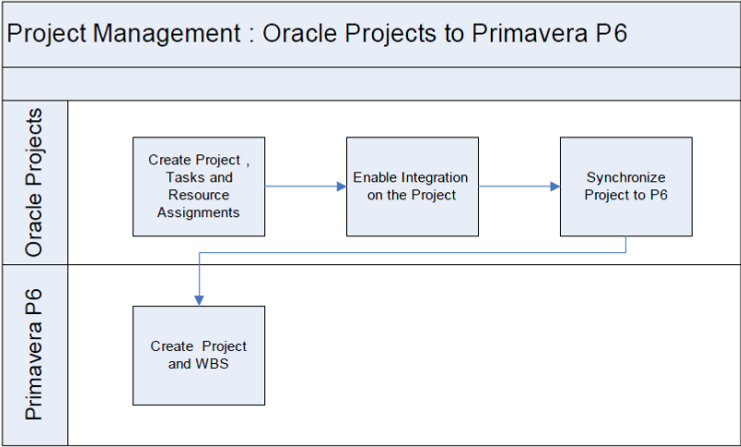 Project Management : Oracle Projects to Primavera P6
Oracle Projects
Create Project ,
Tasks and
Resource
Assignments
Enable Integration
on the Project
Synchronize
Project to P6
Primavera P6
Create Project
and WBS